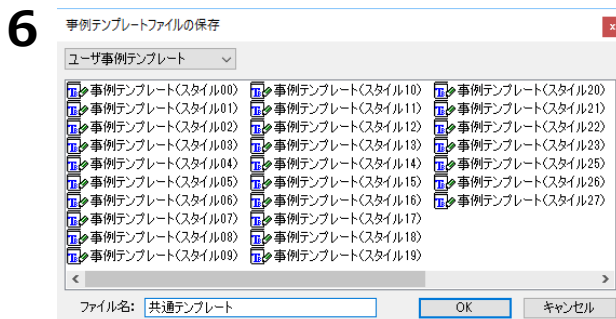 6
事例テンプレートファイルの保存
x
ユーザ事例テンプレート
事例テンプレート(スタイル00) 事例テンプレート(スタイル10) 事例テンプレート(スタイル20)
事例テンプレート(スタイル01) 事例テンプレート(スタイル11) 事例テンプレート(スタイル21)
事例テンプレート(スタイル02) 事例テンプレート(スタイル12) 事例テンプレート(スタイル22)
事例テンプレート(スタイル03) 事例テンプレート(スタイル13) 事例テンプレート(スタイル23)
事例テンプレート(スタイル04) 事例テンプレート(スタイル14) 事例テンプレート(スタイル25)
事例テンプレート(スタイル05) 事例テンプレート(スタイル15) 事例テンプレート(スタイル26)
事例テンプレート(スタイル06) 事例テンプレート(スタイル16) 事例テンプレート(スタイル27)
事例テンプレート(スタイル07) 事例テンプレート(スタイル17)
事例テンプレート(スタイル08) 事例テンプレート(スタイル18)
事例テンプレート(スタイル09) 事例テンプレート(スタイル19)
ファイル名: 共通テンプレート OK キャンセル